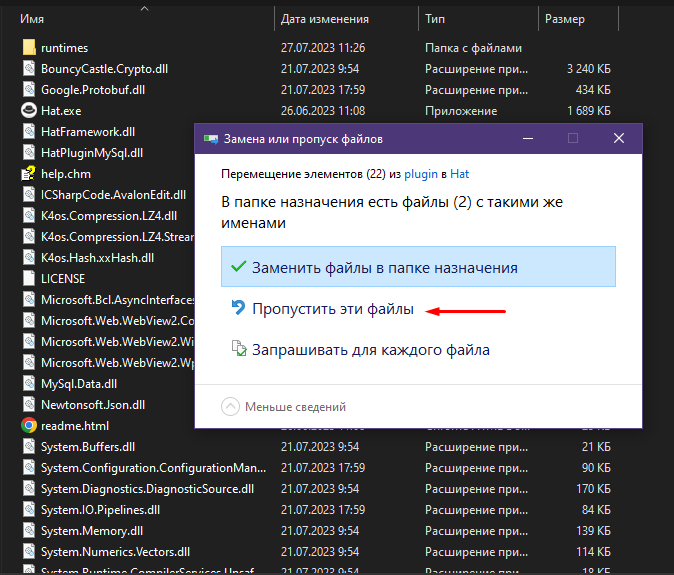 Имя Дата изменения Тип Размер
runtimes 27.07.2023 11:26 Папка с файлами
BouncyCastle.Crypto.dll 21.07.2023 9:54 Расширение при... 3 240 КБ
Google.Protobuf.dll 21.07.2023 17:59 Расширение при... 434 КБ
Hat.exe 26.06.2023 11:08 Приложение 1 689 КБ
HatFramework.dll
HatPluginMySql.dll
help.chm
ICSharpCode.AvalonEdit.dll
K4os.Compression.LZ4.dll
K4os.Compression.LZ4.Stream
K4os.Hash.xxHash.dll
LICENSE
Microsoft.Bcl.AsyncInterfaces
Microsoft.Web.WebView2.Co
Microsoft.Web.WebView2.Wi
Microsoft.Web.WebView2.Wp
MySql.Data.dll
Newtonsoft.Json.dll
readme.html
Замена или пропуск файлов
Перемещение элементов (22) из plugin в Hat
В папке назначения есть файлы (2) с такими же
именами
Заменить файлы в папке назначения
Пропустить эти файлы
Запрашивать для каждого файла
Меньше сведений
System.Buffers.dll 21.07.2023 9:54 Расширение при... 21 КБ
System.Configuration.ConfigurationMan... 21.07.2023 17:59 Расширение при... 90 КБ
System.Diagnostics.DiagnosticSource.dll 21.07.2023 9:54 Расширение при... 170 КБ
System.IO.Pipelines.dll 21.07.2023 17:59 Расширение при... 84 КБ
System.Memory.dll 21.07.2023 9:54 Расширение при... 139 КБ
System.Numerics.Vectors.dll 21.07.2023 9:54 Расширение при... 114 КБ
System.Runtime.CompilerServices.Unsaf... 21.07.2023 9:54 Расширение при... 18 КБ